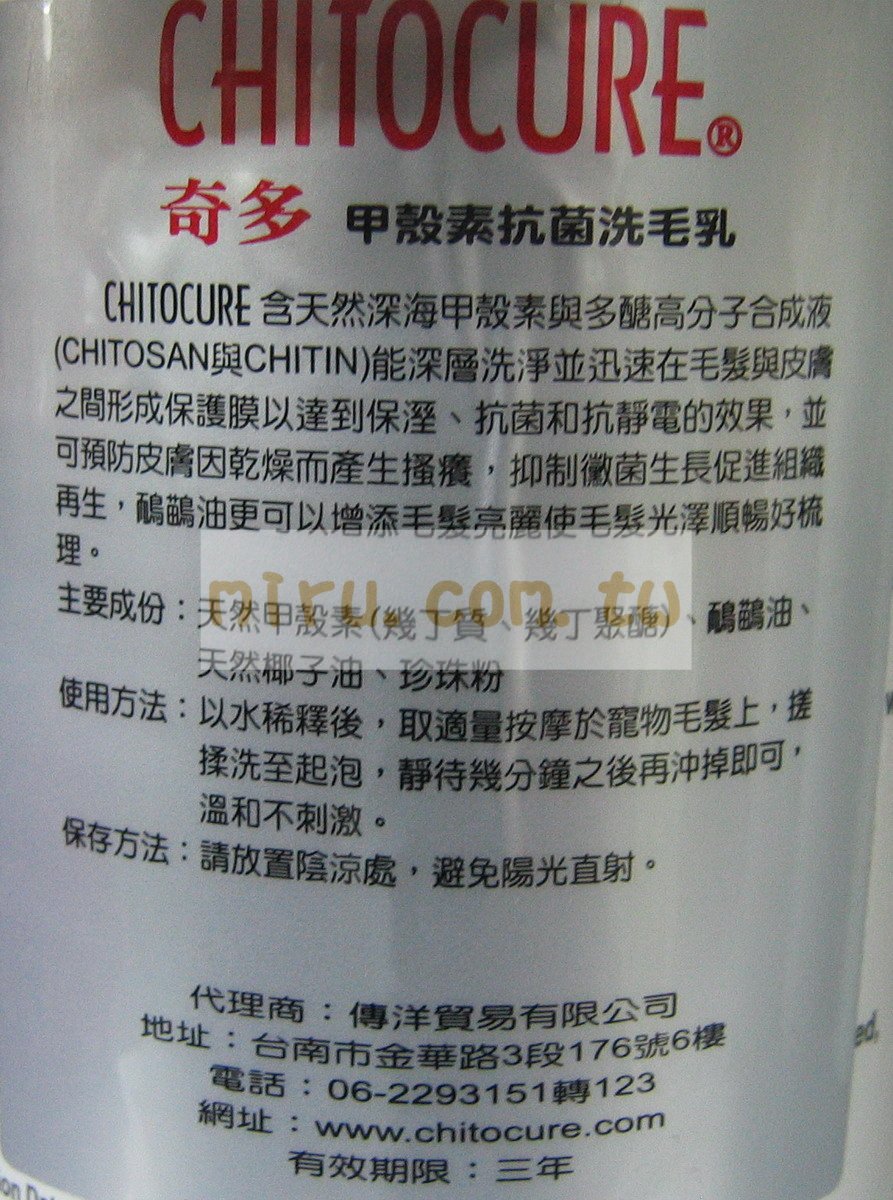 CHITOCURE®
奇多 甲殼素抗菌洗毛乳
CHITOCURE 含天然深海甲殼素與多醣高分子合成液
(CHITOSAN與CHITIN)能深層洗淨並迅速在毛髮與皮膚
之間形成保護膜以達到保溼、抗菌和抗靜電的效果，並
可預防皮膚因乾燥而產生搔癢，抑制黴菌生長促進組織
再生，鴯鶓油更可以增添毛髮亮麗使毛髮光澤順暢好梳
理。
miru.com.tw
主要成份：天然甲殼素(幾丁質、幾丁聚醣)、鴯鶓油、
天然椰子油、珍珠粉
使用方法：以水稀釋後，取適量按摩於寵物毛髮上，搓
揉洗至起泡，靜待幾分鐘之後再沖掉即可，
溫和不刺激。
保存方法：請放置陰涼處，避免陽光直射。
代理商：傳洋貿易有限公司
地址：台南市金華路3段176號6樓
電話：06-2293151轉123
網址：www.chitocure.com
有效期限：三年